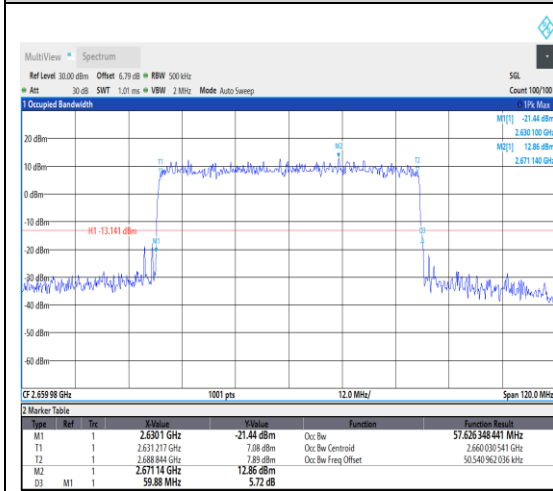 MultiView Spectrum
Ref Level 30.00 dBm Offset 6.79 dB RBW 500 kHz SGL
Att 30 dB SWT 1.01 ms VBW 2 MHz Mode Auto Sweep Count 100/100
1 Occupied Bandwidth 1Pk Max
M1[1] -21.44 dBm
2.630 100 GHz
M2[1] 12.86 dBm
2.671 140 GHz
20 dBm
M2
T1
T2
10 dBm
0 dBm
-10 dBm
H1 -13.141 dBm
M1
D3
-20 dBm
-30 dBm
-40 dBm
-50 dBm
-60 dBm
CF 2.659 98 GHz 1001 pts 12.0 MHz/ Span 120.0 MHz
2 Marker Table
Type Ref Trc X-Value Y-Value Function Function Result
M1 1 2.630 1 GHz -21.44 dBm Occ Bw 57.626 348 441 MHz
T1 1 2.631 217 GHz 7.08 dBm Occ Bw Centroid 2.660 030 541 GHz
T2 1 2.688 844 GHz 7.89 dBm Occ Bw Freq Offset 50.540 962 036 kHz
M2 1 2.671 14 GHz 12.86 dBm
D3 M1 1 59.88 MHz 5.72 dB